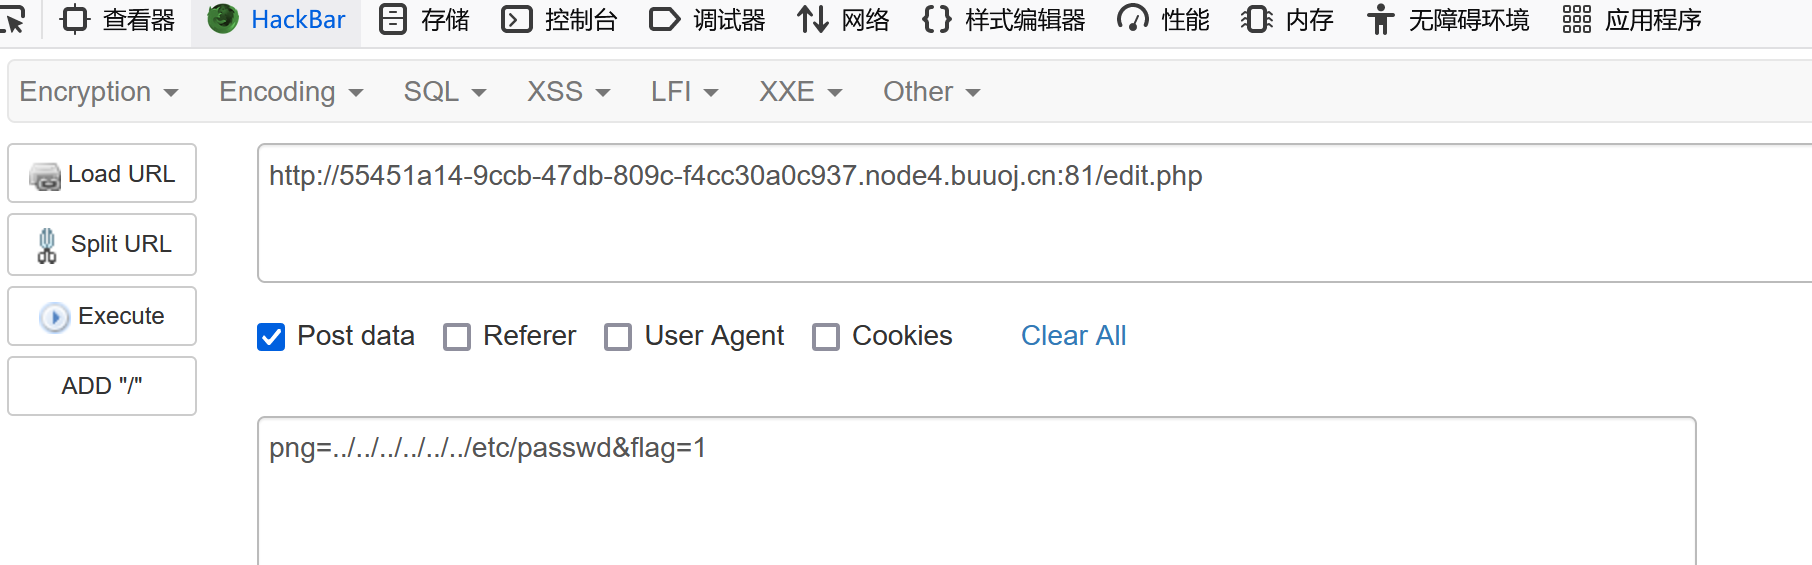 查看器 HackBar 存储 控制台 调试器 网络 样式编辑器 性能 内存 无障碍环境 应用程序
Encryption Encoding SQL XSS LFI XXE Other
Load URL
http://55451a14-9ccb-47db-809c-f4cc30a0c937.node4.buuoj.cn:81/edit.php
Split URL
Execute
Post data Referer User Agent Cookies Clear All
ADD "/"
png=../../../../../../etc/passwd&flag=1